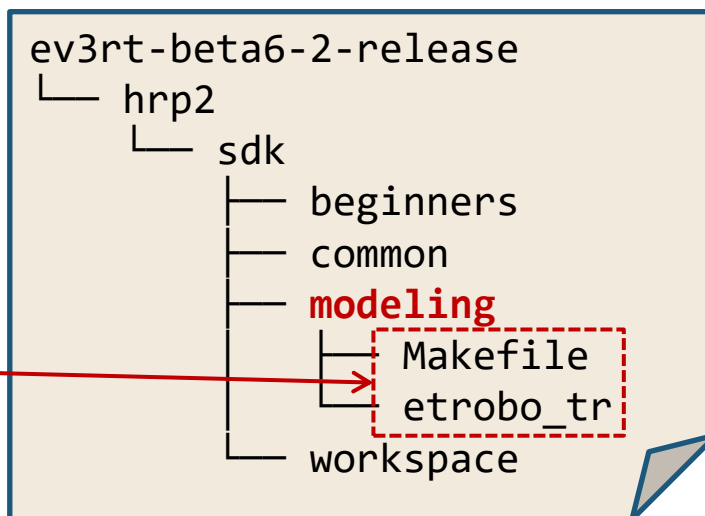 ev3rt-beta6-2-release
└── hrp2
└── sdk
├── beginners
├── common
├── modeling
├── Makefile
└── etrobo_tr
└── workspace